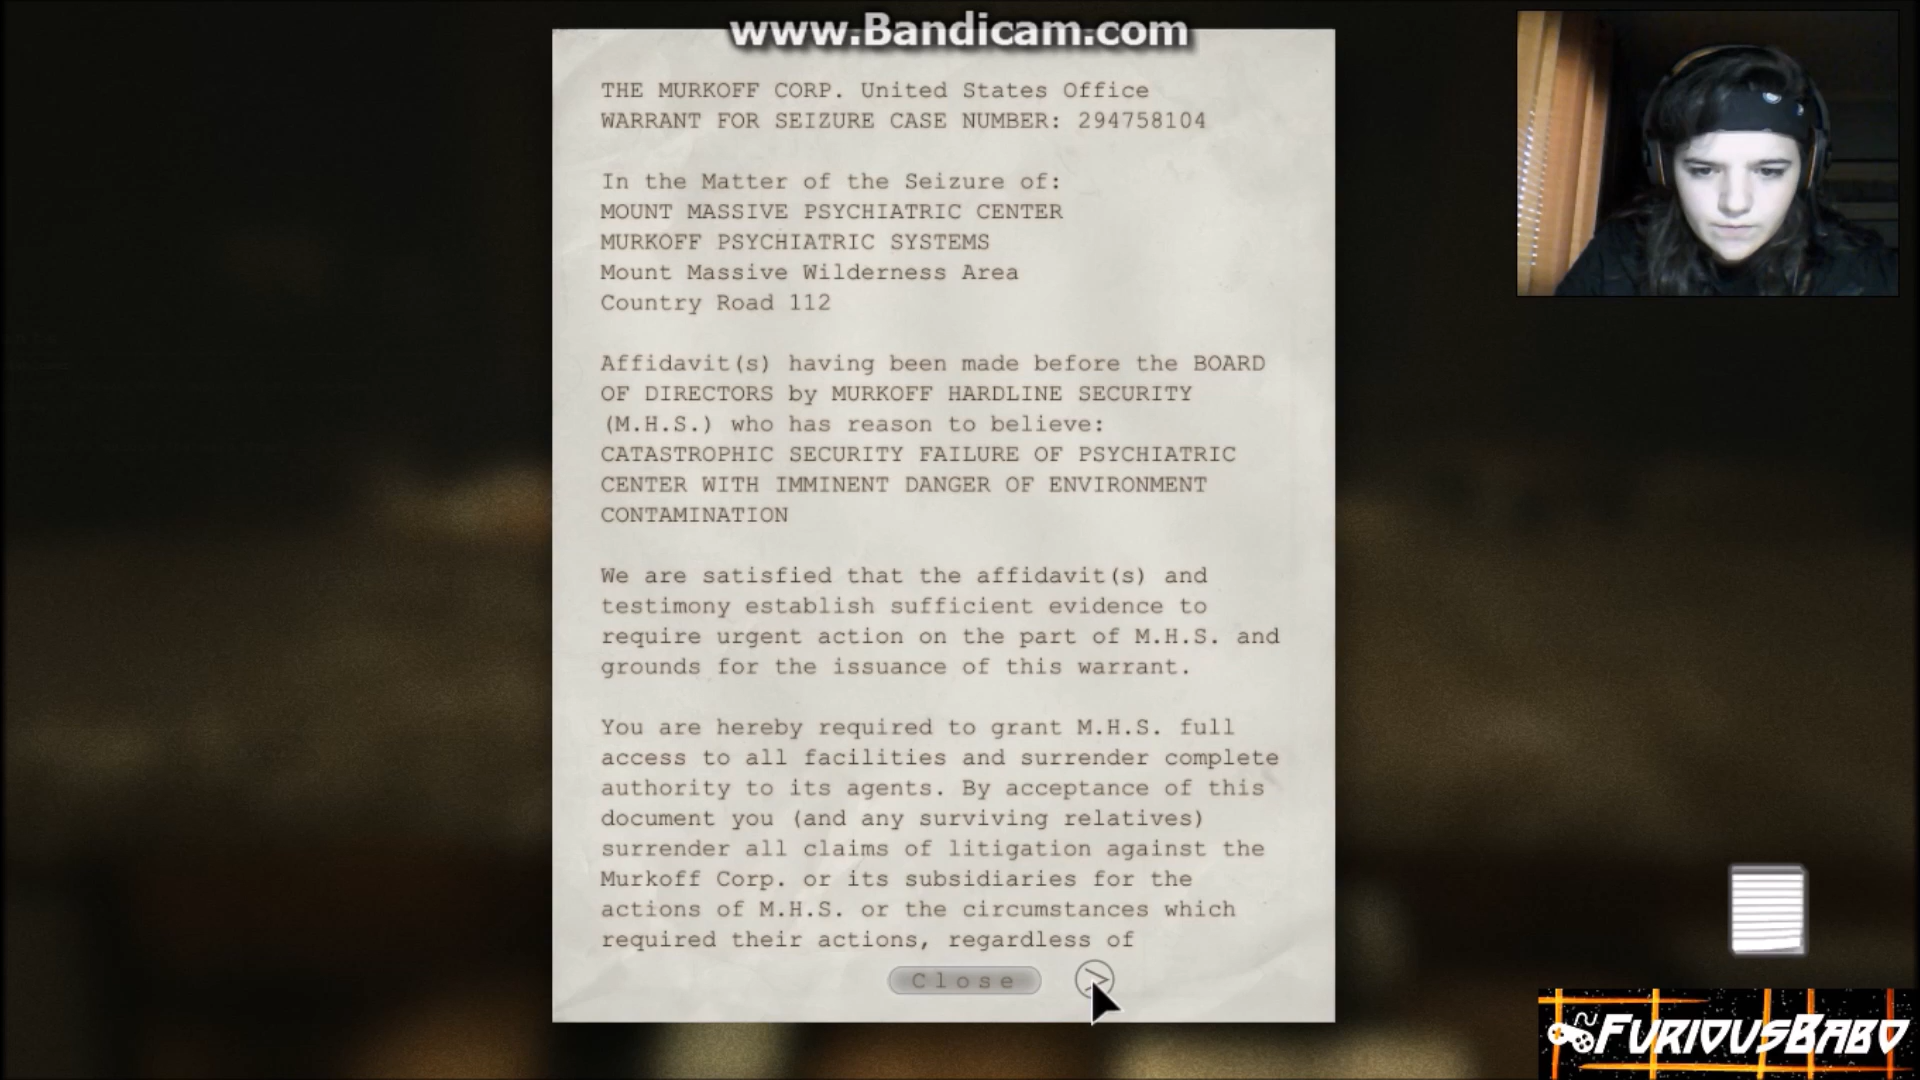 www.Bandicam.com
THE MURKOFF CORP. United States Office
WARRANT FOR SEIZURE CASE NUMBER: 294758104
In the Matter of the Seizure of:
MOUNT MASSIVE PSYCHIATRIC CENTER
MURKOFF PSYCHIATRIC SYSTEMS
Mount Massive Wilderness Area
Country Road 112
Affidavit(s) having been made before the BOARD
OF DIRECTORS by MURKOFF HARDLINE SECURITY
(M.H.S.) who has reason to believe:
CATASTROPHIC SECURITY FAILURE OF PSYCHIATRIC
CENTER WITH IMMINENT DANGER OF ENVIRONMENT
CONTAMINATION
We are satisfied that the affidavit(s) and
testimony establish sufficient evidence to
require urgent action on the part of M.H.S. and
grounds for the issuance of this warrant.
You are hereby required to grant M.H.S. full
access to all facilities and surrender complete
authority to its agents. By acceptance of this
document you (and any surviving relatives)
surrender all claims of litigation against the
Murkoff Corp. or its subsidiaries for the
actions of M.H.S. or the circumstances which
required their actions, regardless of
Close >
FURIOUSBABO